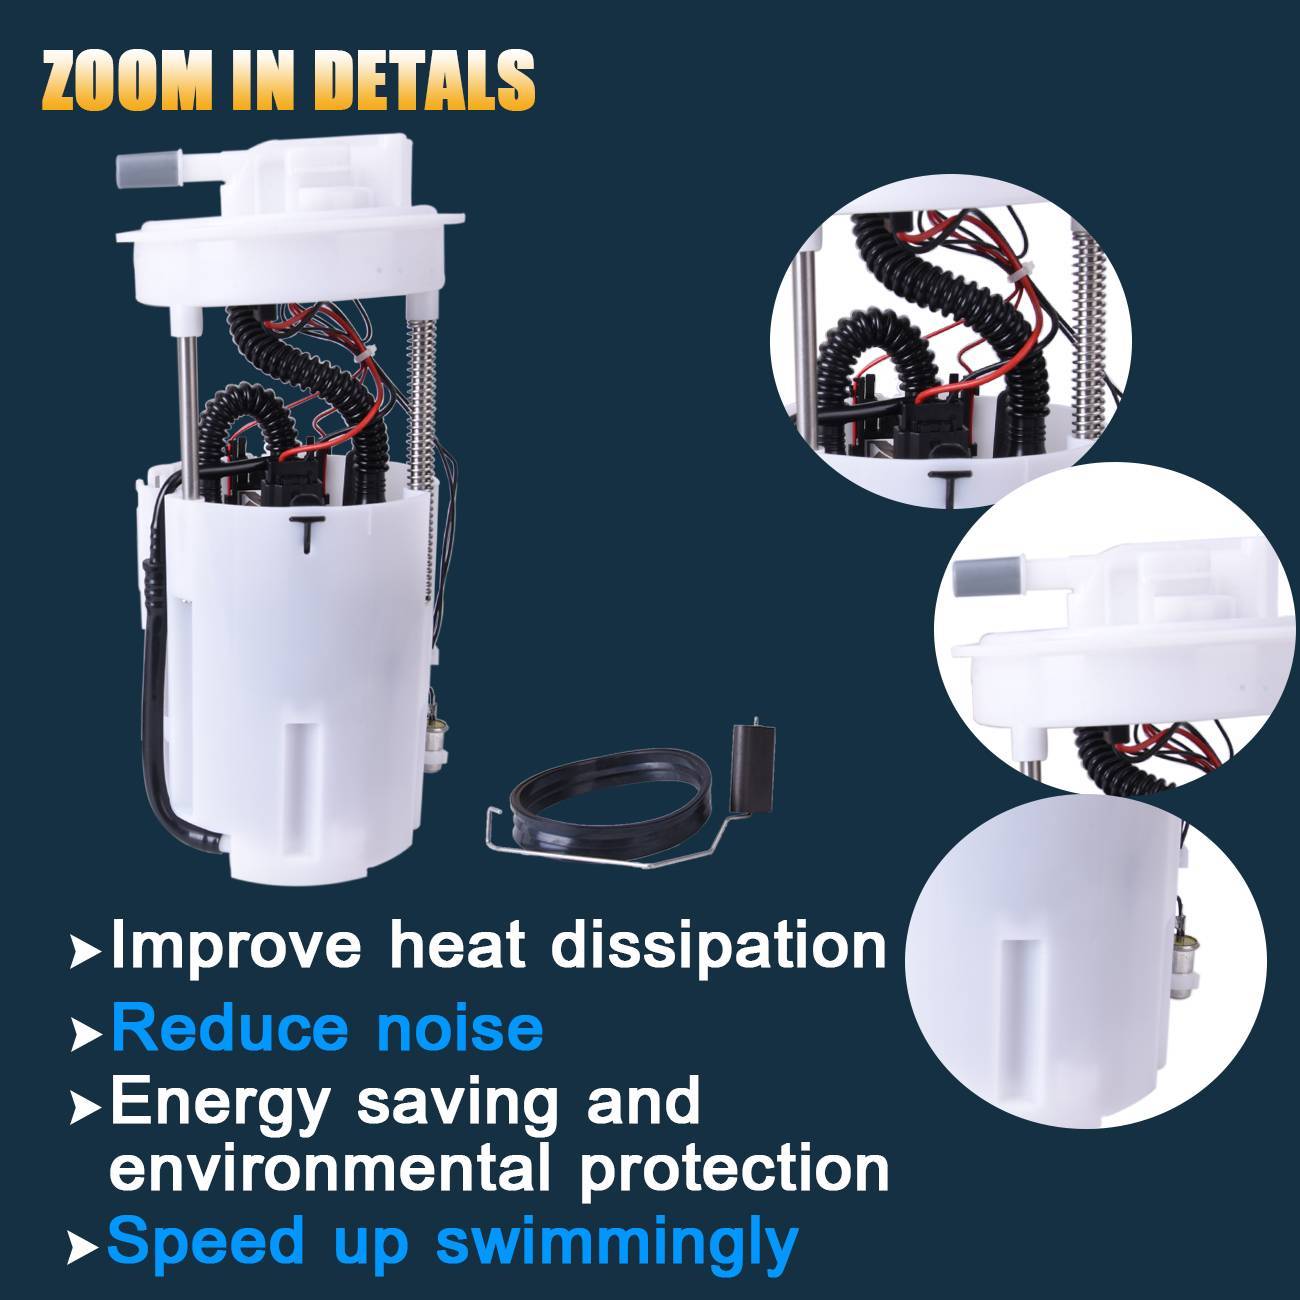 ZOOM IN DETALS
Improve heat dissipation
Reduce noise
Energy saving and
environmental protection
Speed up swimmingly